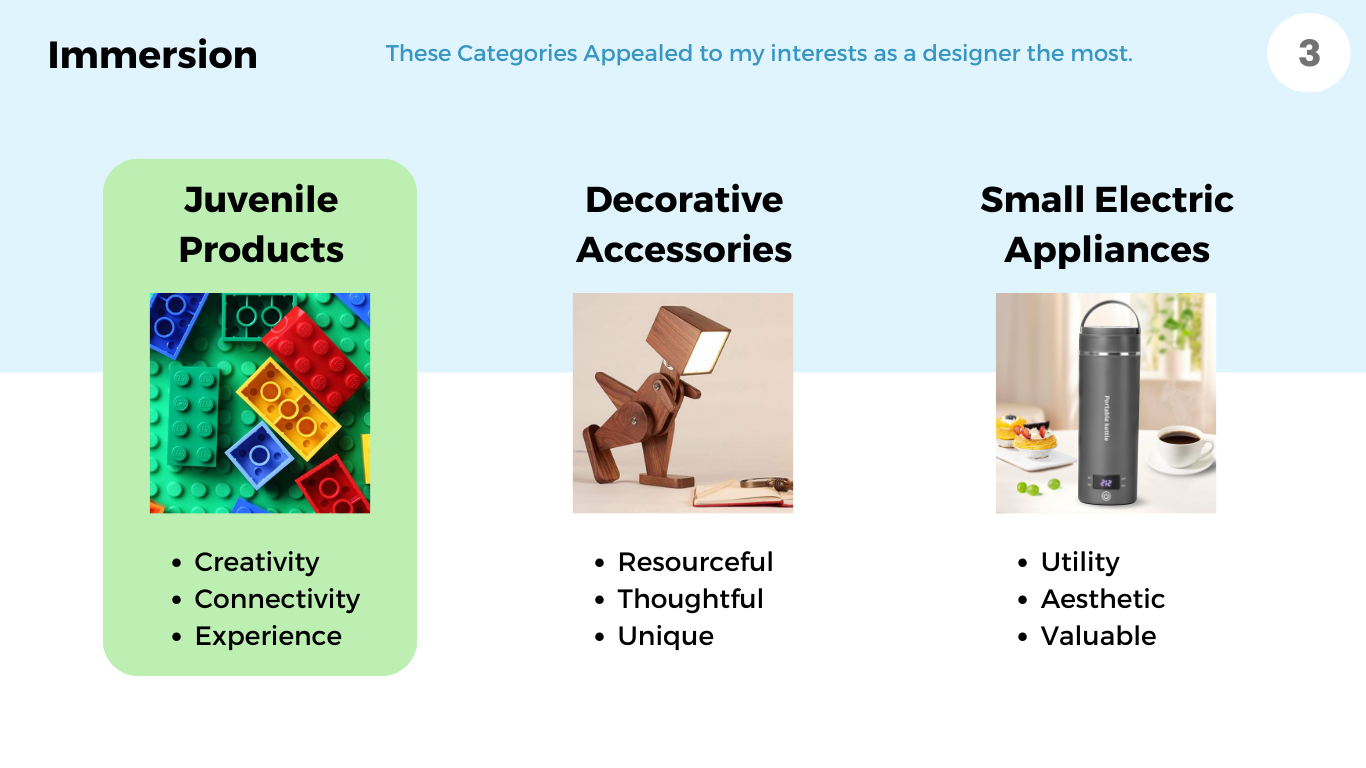 Immersion
These Categories Appealed to my interests as a designer the most.
3
Juvenile
Products
Decorative
Accessories
Small Electric
Appliances
Portable kettle
212
• Creativity
• Connectivity
• Experience
• Resourceful
• Thoughtful
• Unique
• Utility
• Aesthetic
• Valuable